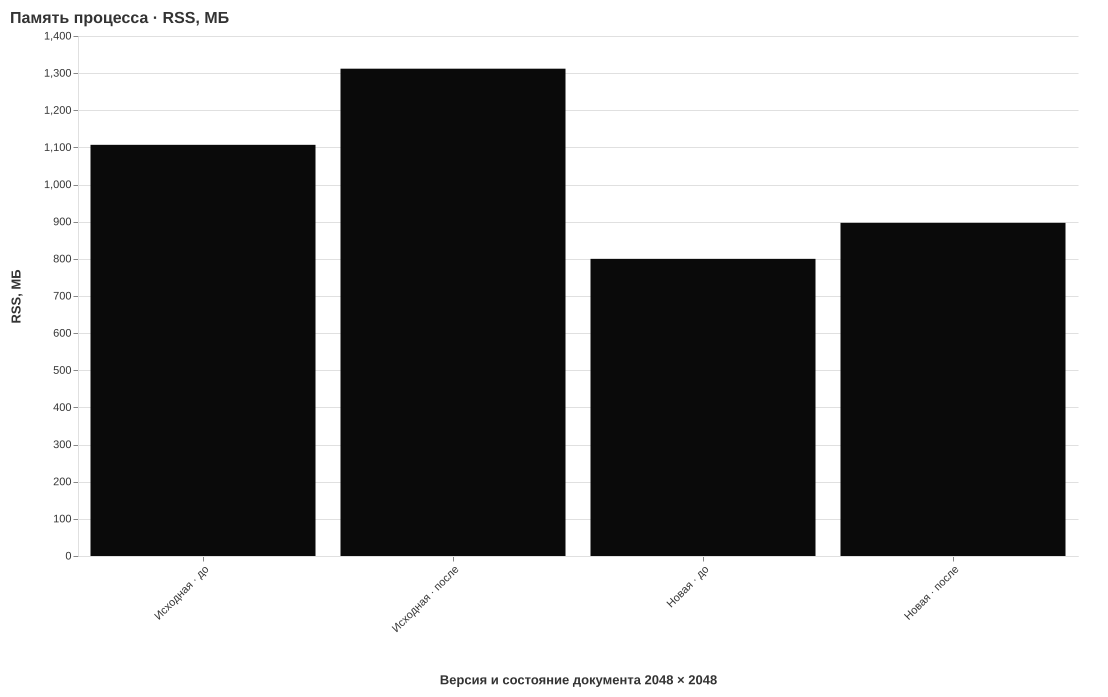 Память процесса · RSS, МБ
1,400
1,300
1,200
1,100
1,000
900
800
700
600
500
400
300
200
100
0
RSS, МБ
Исходная · до
Исходная · после
Новая · до
Новая · после
Версия и состояние документа 2048 × 2048